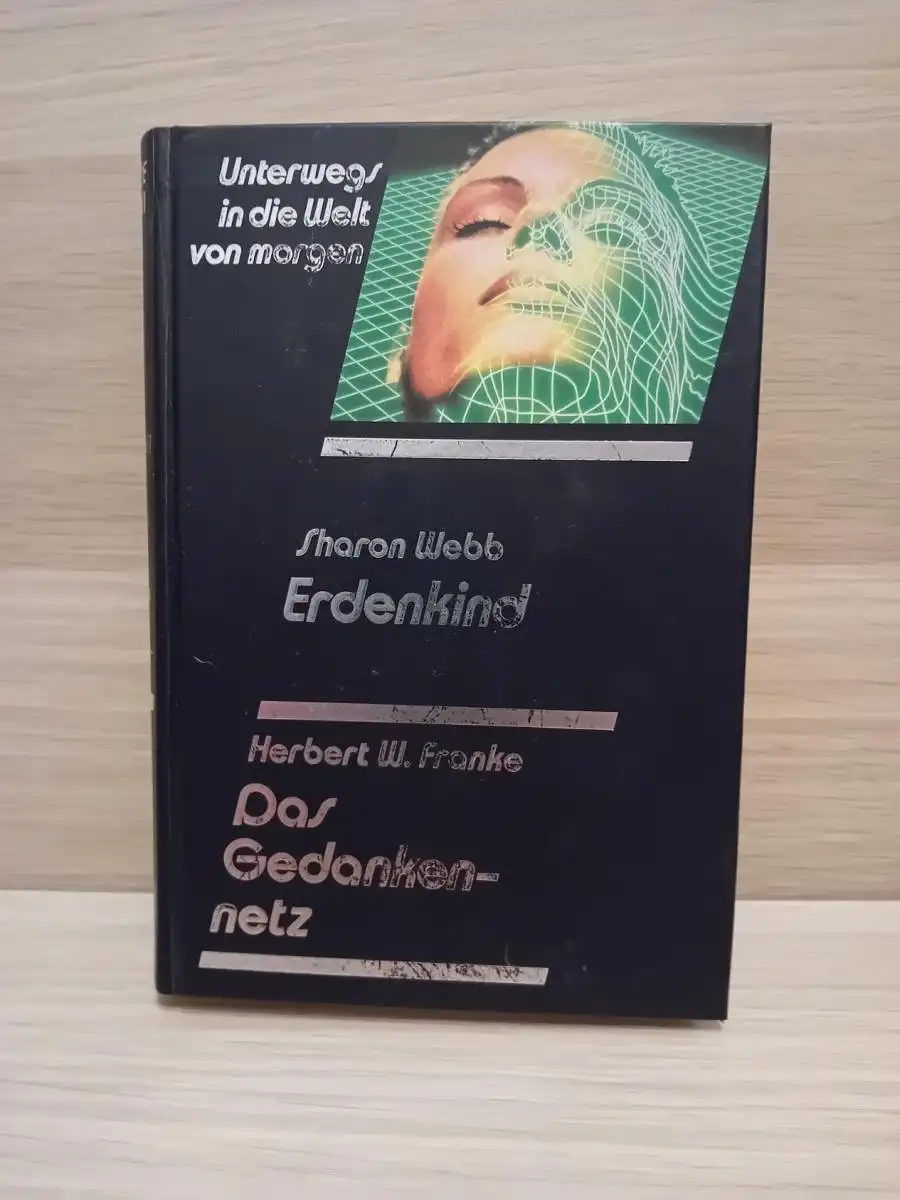 Unterwegs
in die Welt
von morgen
Sharon Webb
Erdenkind
Herbert W. Franke
Das
Gedanken-
netz